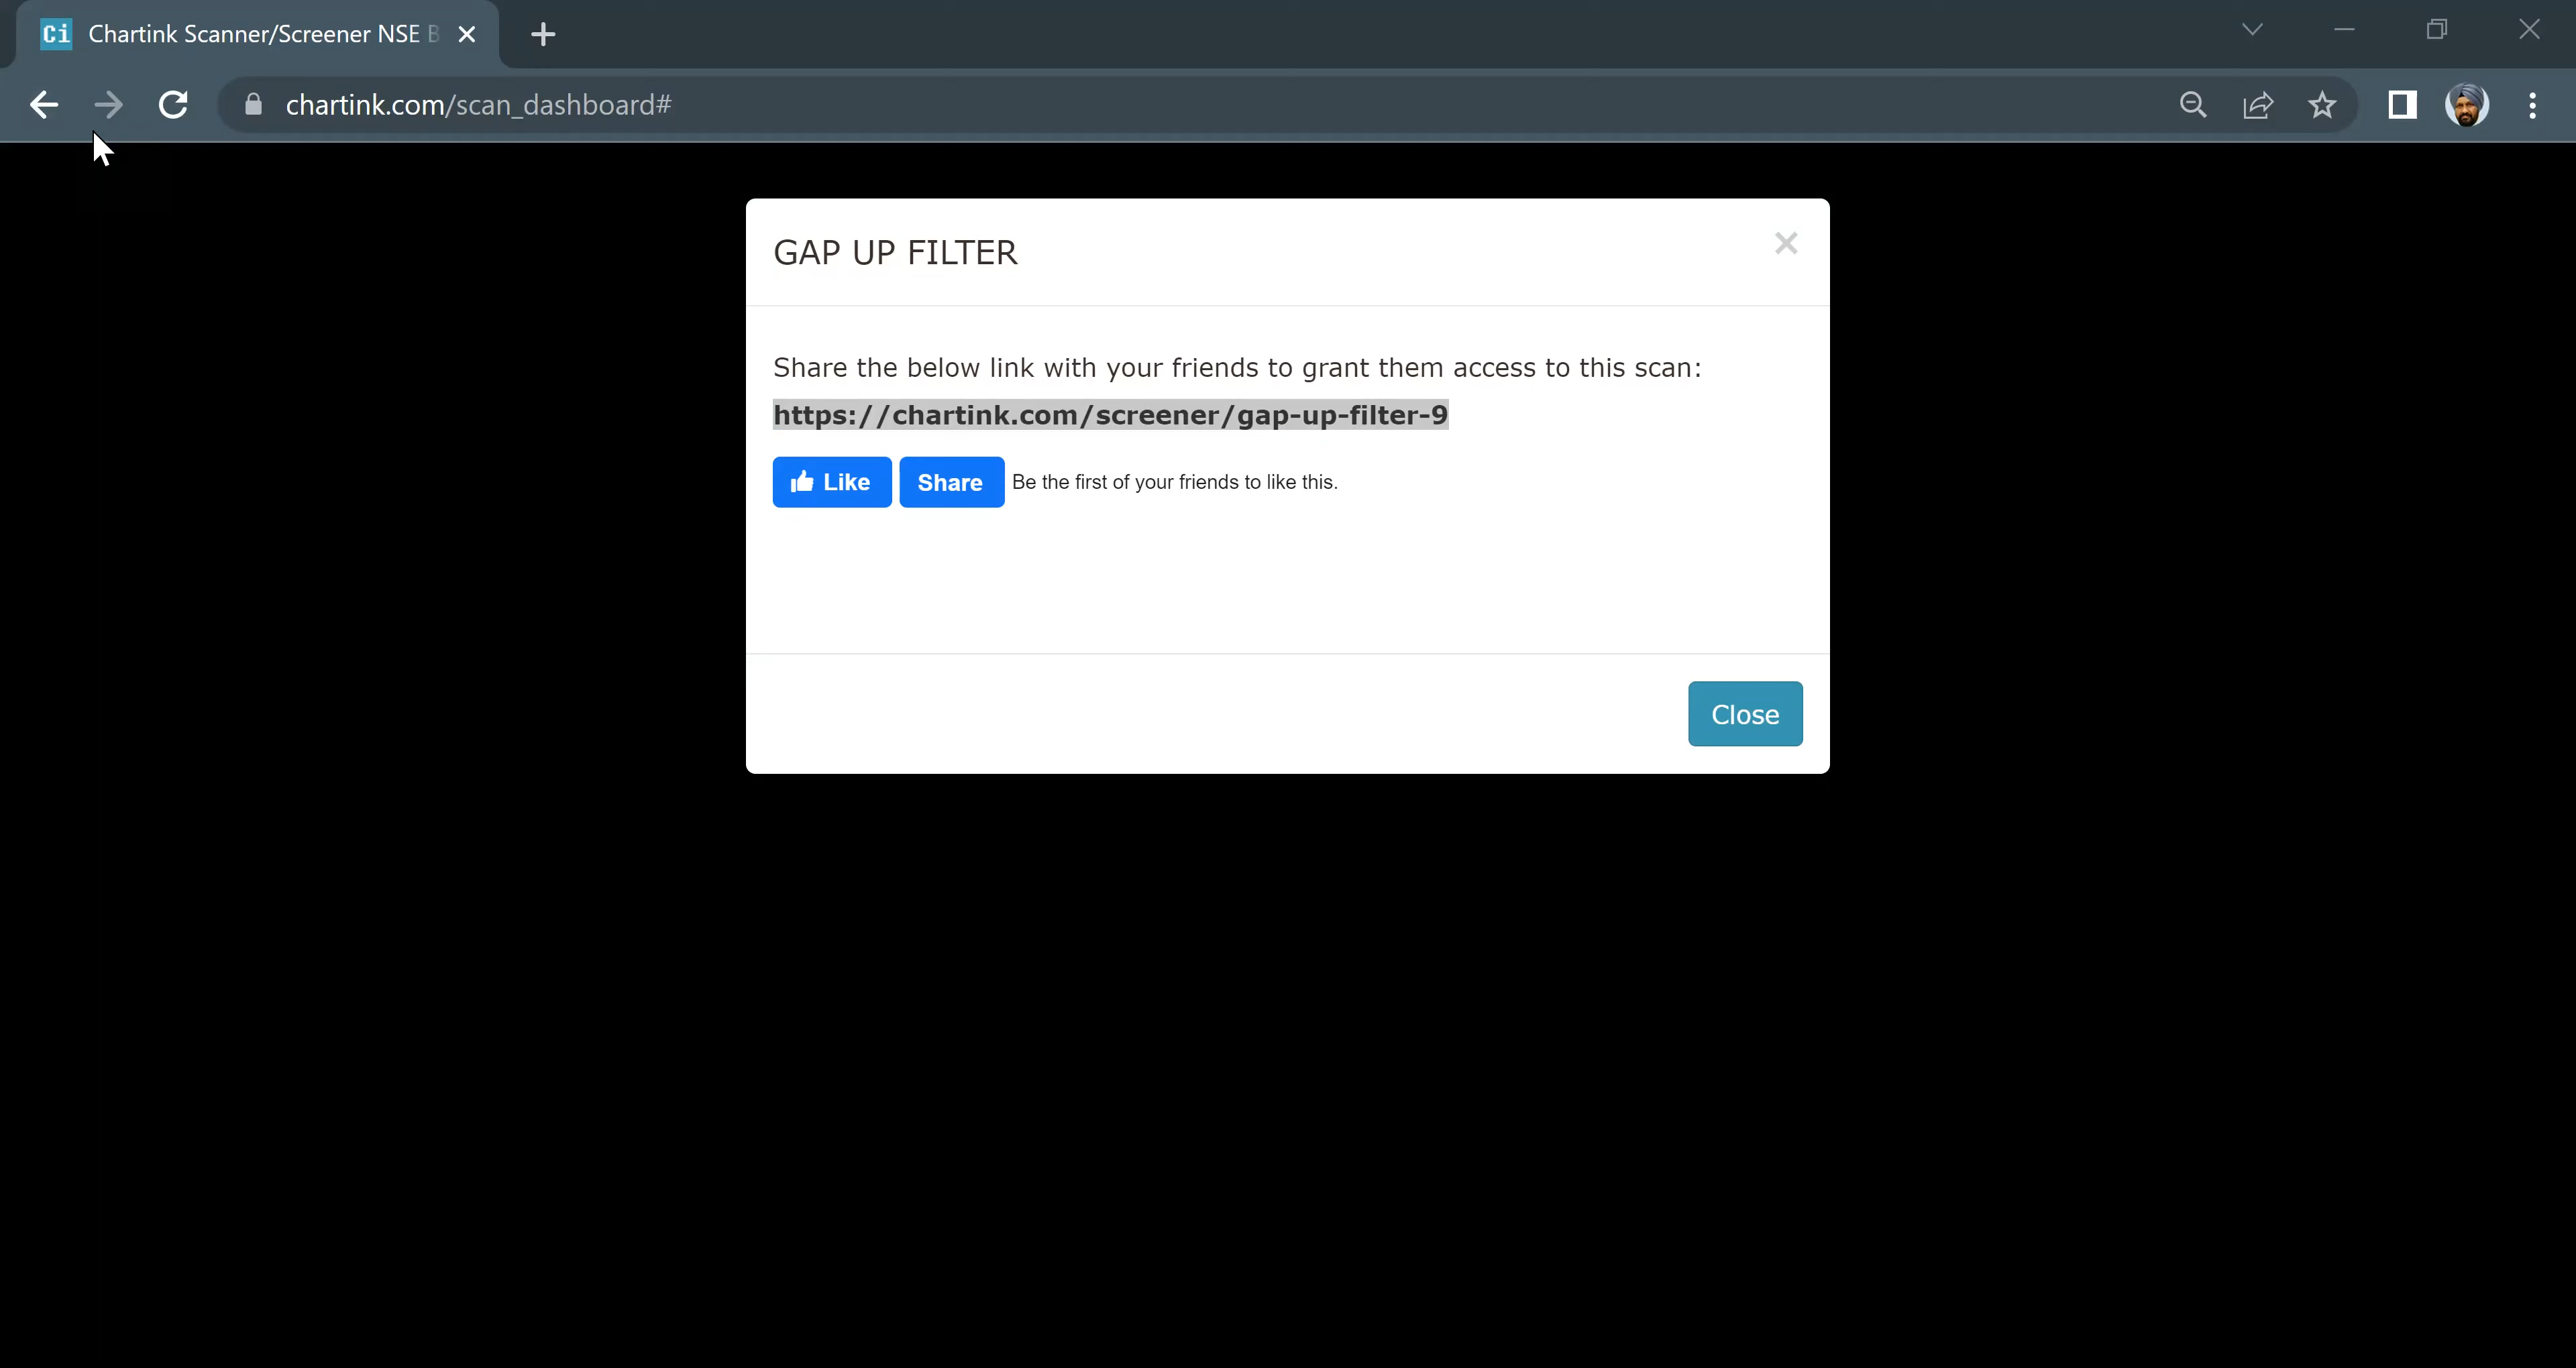 Ci Chartink Scanner/Screener NSE B
chartink.com/scan_dashboard#
GAP UP FILTER
Share the below link with your friends to grant them access to this scan:
https://chartink.com/screener/gap-up-filter-9
Like Share Be the first of your friends to like this.
Close